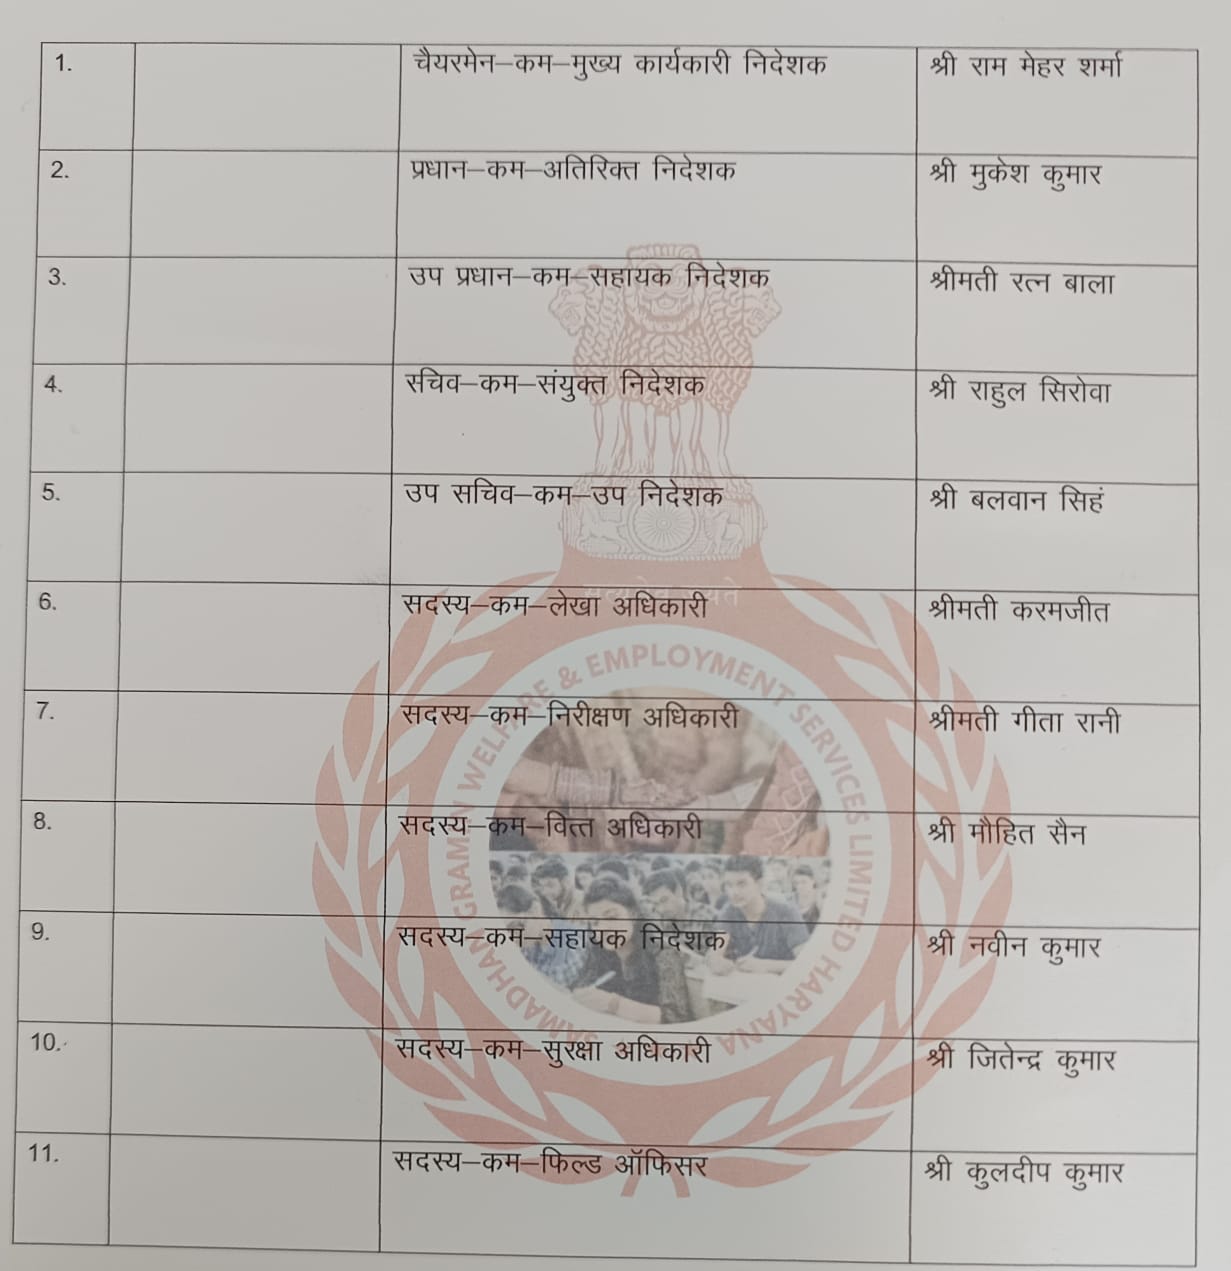 1. चैयरमेन–कम–मुख्य कार्यकारी निदेशक श्री राम मेहर शर्मा
2. प्रधान–कम–अतिरिक्त निदेशक श्री मुकेश कुमार
3. उप प्रधान–कम–सहायक निदेशक श्रीमती रत्न बाला
4. सचिव–कम–संयुक्त निदेशक श्री राहुल सिरोवा
5. उप सचिव–कम–उप निदेशक श्री बलवान सिहं
6. सदस्य–कम–लेखा अधिकारी श्रीमती करमजीत
7. सदस्य–कम–निरीक्षण अधिकारी श्रीमती गीता रानी
8. सदस्य–कम–वित्त अधिकारी श्री मौहित सैन
9. सदस्य–कम–सहायक निदेशक श्री नवीन कुमार
10. सदस्य–कम–सुरक्षा अधिकारी श्री जितेन्द्र कुमार
11. सदस्य–कम–फिल्ड ऑफिसर श्री कुलदीप कुमार
सत्यमेव जयते
SAMADHAN GRAMIN WELFARE & EMPLOYMENT SERVICES LIMITED HARYANA